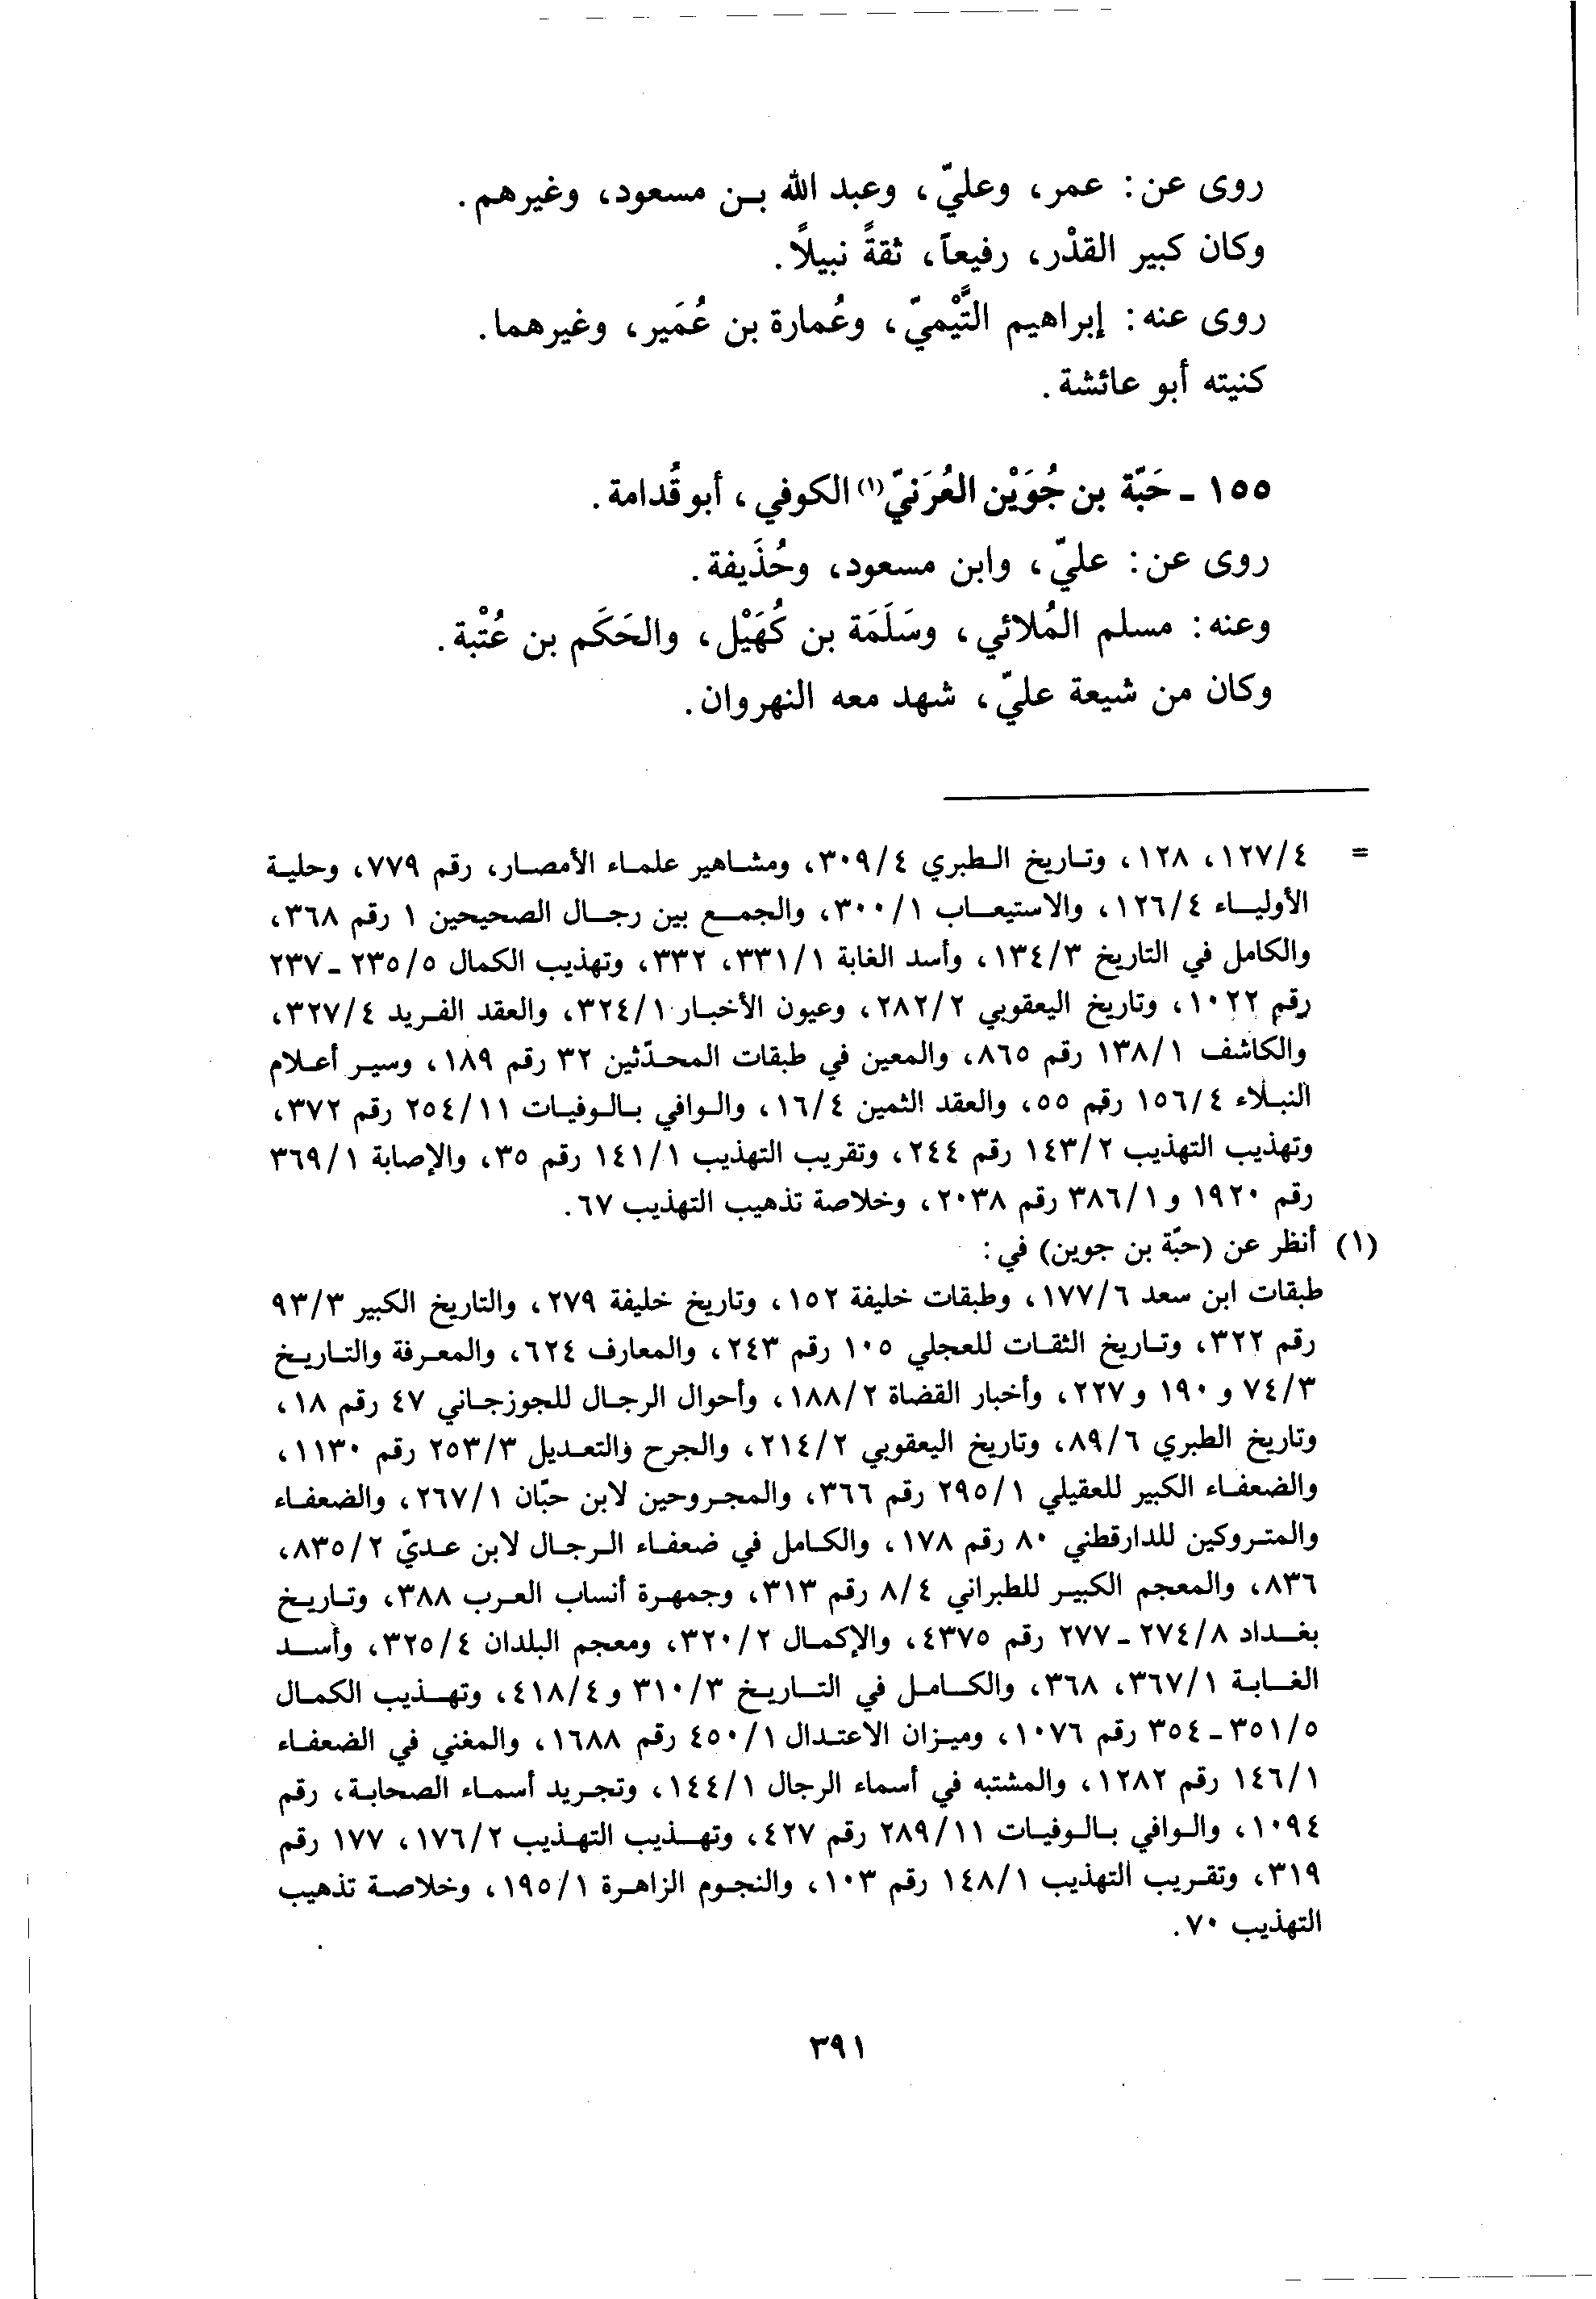 روى عن: عمر، وعليّ، وعبد الله بـن مسعود، وغيرهم.
وكان كبير القدْر، رفيعاً، ثقةً نبيلاً.
روى عنه: إبراهيم التَّيْميّ، وعُمارة بن عُمَير، وغيرهما.
كنيته أبو عائشة.
١٥٥ - حَبّة بن جُوَيْن العُرَنيّ(١) الكوفي، أبو قُدامة.
روى عن: عليّ، وابن مسعود، وحُذَيفة.
وعنه: مسلم المُلائي، وسَلَمَة بن كُهَيْل، والحَكَم بن عُتْبة.
وكان من شيعة عليّ، شهد معه النهروان.
= ١٢٧/٤، ١٢٨، وتاريخ الطبري ٣٠٩/٤، ومشاهير علماء الأمصار، رقم ٧٧٩، وحلية
الأولياء ١٢٦/٤، والاستيعاب ٣٠٠/١، والجمع بين رجال الصحيحين ١ رقم ٣٦٨،
والكامل في التاريخ ١٣٤/٣، وأسد الغابة ٣٣١/١، ٣٣٢، وتهذيب الكمال ٢٣٥/٥ - ٢٣٧
رقم ١٠٢٢، وتاريخ اليعقوبي ٢٨٢/٢، وعيون الأخبار ٣٢٤/١، والعقد الفريد ٣٢٧/٤،
والكاشف ١٣٨/١ رقم ٨٦٥، والمعين في طبقات المحدّثين ٣٢ رقم ١٨٩، وسير أعلام
النبلاء ١٥٦/٤ رقم ٥٥، والعقد الثمين ١٦/٤، والوافي بالوفيات ٢٥٤/١١ رقم ٣٧٢،
وتهذيب التهذيب ١٤٣/٢ رقم ٢٤٤، وتقريب التهذيب ١٤١/١ رقم ٣٥، والإصابة ٣٦٩/١
رقم ١٩٢٠ و ٣٨٦/١ رقم ٢٠٣٨، وخلاصة تذهيب التهذيب ٦٧.
(١) أنظر عن (حبّة بن جوين) في:
طبقات ابن سعد ١٧٧/٦، وطبقات خليفة ١٥٢، وتاريخ خليفة ٢٧٩، والتاريخ الكبير ٩٣/٣
رقم ٣٢٢، وتاريخ الثقات للعجلي ١٠٥ رقم ٢٤٣، والمعارف ٦٢٤، والمعرفة والتاريخ
٧٤/٣ و ١٩٠ و ٢٢٧، وأخبار القضاة ١٨٨/٢، وأحوال الرجال للجوزجاني ٤٧ رقم ١٨،
وتاريخ الطبري ٨٩/٦، وتاريخ اليعقوبي ٢١٤/٢، والجرح والتعديل ٢٥٣/٣ رقم ١١٣٠،
والضعفاء الكبير للعقيلي ٢٩٥/١ رقم ٣٦٦، والمجروحين لابن حبّان ٢٦٧/١، والضعفاء
والمتروكين للدارقطني ٨٠ رقم ١٧٨، والكامل في ضعفاء الرجال لابن عديّ ٨٣٥/٢،
٨٣٦، والمعجم الكبير للطبراني ٨/٤ رقم ٣١٣، وجمهرة أنساب العرب ٣٨٨، وتاريخ
بغداد ٢٧٤/٨ - ٢٧٧ رقم ٤٣٧٥، والإكمال ٣٢٠/٢، ومعجم البلدان ٣٢٥/٤، وأسد
الغابة ٣٦٧/١، ٣٦٨، والكامل في التاريخ ٣١٠/٣ و ٤١٨/٤، وتهذيب الكمال
٣٥١/٥ - ٣٥٤ رقم ١٠٧٦، وميزان الاعتدال ٤٥٠/١ رقم ١٦٨٨، والمغني في الضعفاء
١٤٦/١ رقم ١٢٨٢، والمشتبه في أسماء الرجال ١٤٤/١، وتجريد أسماء الصحابة، رقم
١٠٩٤، والوافي بالوفيات ٢٨٩/١١ رقم ٤٢٧، وتهذيب التهذيب ١٧٦/٢، ١٧٧ رقم
٣١٩، وتقريب التهذيب ١٤٨/١ رقم ١٠٣، والنجوم الزاهرة ١٩٥/١، وخلاصة تذهيب
التهذيب ٧٠.
٣٩١